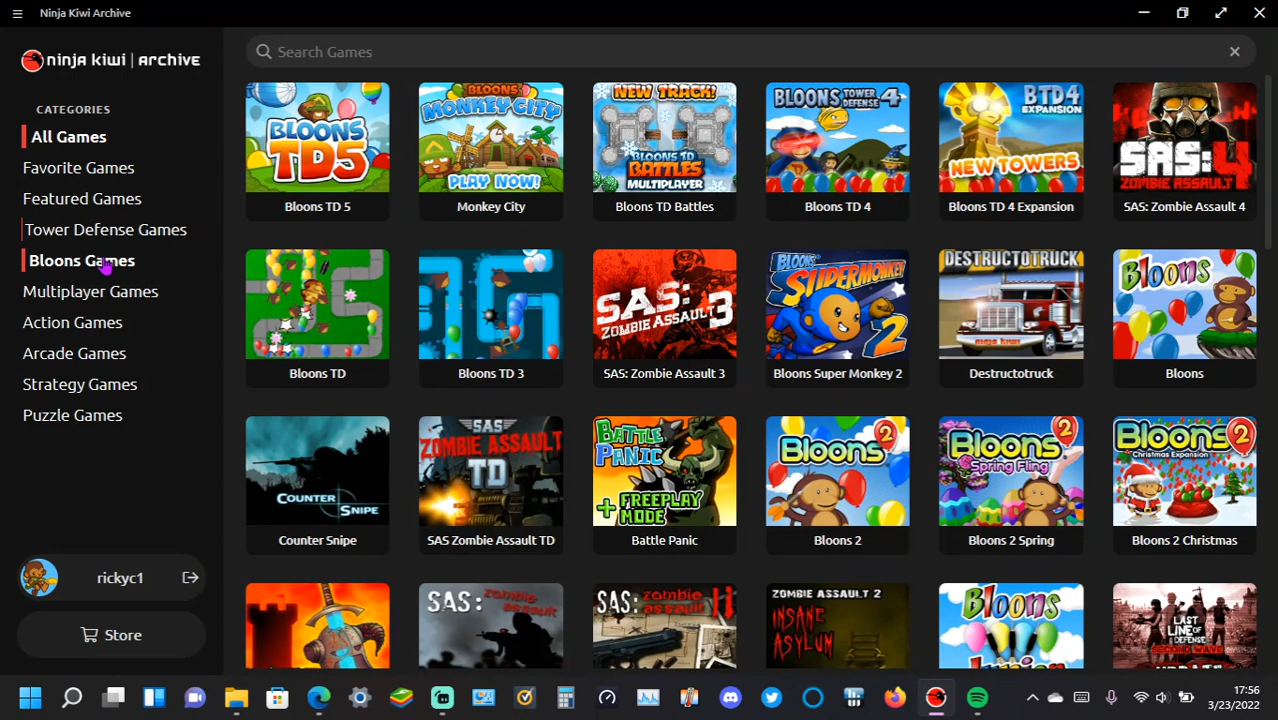 Ninja Kiwi Archive
ninja kiwi | ARCHIVE
Search Games
CATEGORIES
All Games
Favorite Games
Featured Games
Tower Defense Games
Bloons Games
Multiplayer Games
Action Games
Arcade Games
Strategy Games
Puzzle Games
rickyc1
Store
BLOONS TD5
Bloons TD 5
BLOONS MONKEY CITY PLAY NOW!
Monkey City
NEW TRACK! BLOONS TD BATTLES MULTIPLAYER
Bloons TD Battles
BLOONS TOWER DEFENSE 4
Bloons TD 4
BTD4 EXPANSION NEW TOWERS
Bloons TD 4 Expansion
SAS:4 ZOMBIE ASSAULT
SAS: Zombie Assault 4
Bloons TD
Bloons TD 3
SAS: ZOMBIE ASSAULT 3
SAS: Zombie Assault 3
BLOONS SUPERMONKEY 2
Bloons Super Monkey 2
DESTRUCTOTRUCK
ninja kiwi
Destructotruck
Bloons
Bloons
COUNTER SNIPE
Counter Snipe
SAS ZOMBIE ASSAULT TD
SAS Zombie Assault TD
BATTLE PANIC + FREEPLAY MODE
Battle Panic
Bloons 2
Bloons 2
Bloons 2 Spring Fling
Bloons 2 Spring
Bloons 2 Christmas Expansion
Bloons 2 Christmas
SAS: zombie assault
SAS: zombie assault II
ZOMBIE ASSAULT 2 INSANE ASYLUM
Bloons Junior
LAST LINE OF DEFENSE SECOND WAVE
17:56
3/23/2022